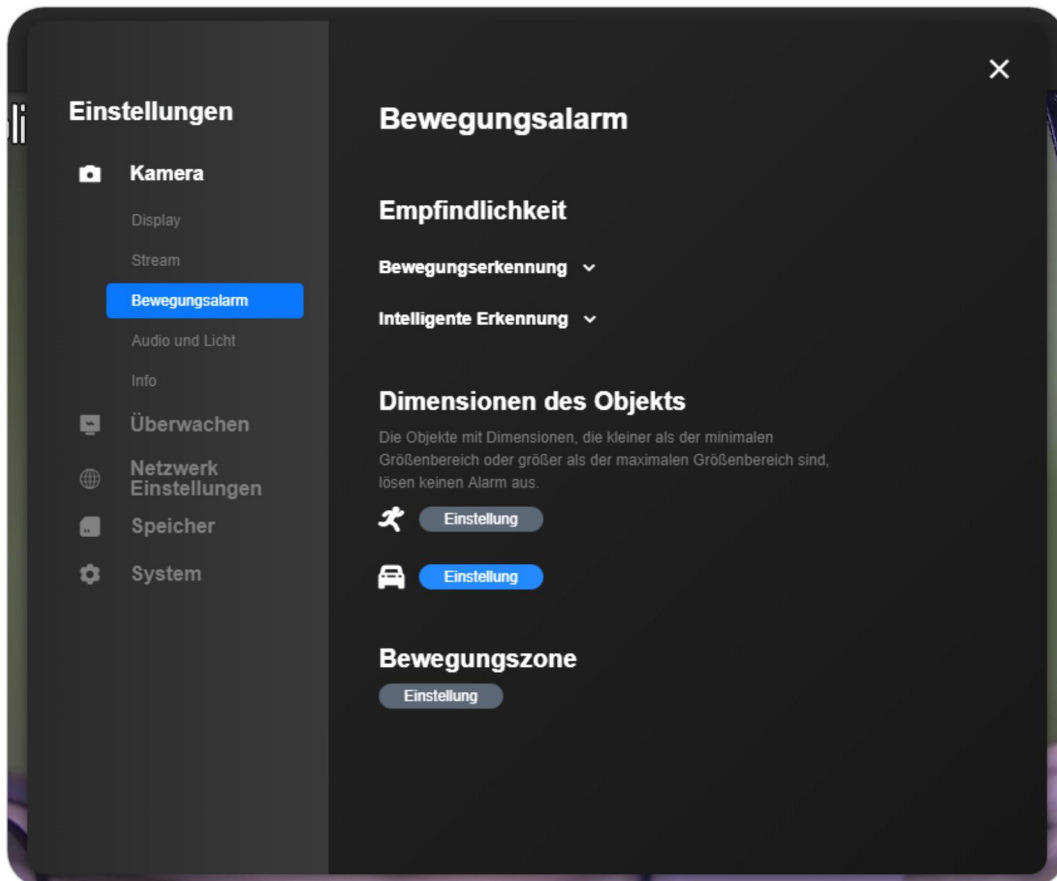 Einstellungen
Kamera
Display
Stream
Bewegungsalarm
Audio und Licht
Info
Überwachen
Netzwerk
Einstellungen
Speicher
System
Bewegungsalarm
Empfindlichkeit
Bewegungserkennung
Intelligente Erkennung
Dimensionen des Objekts
Die Objekte mit Dimensionen, die kleiner als der minimalen
Größenbereich oder größer als der maximalen Größenbereich sind,
lösen keinen Alarm aus.
Einstellung
Einstellung
Bewegungszone
Einstellung